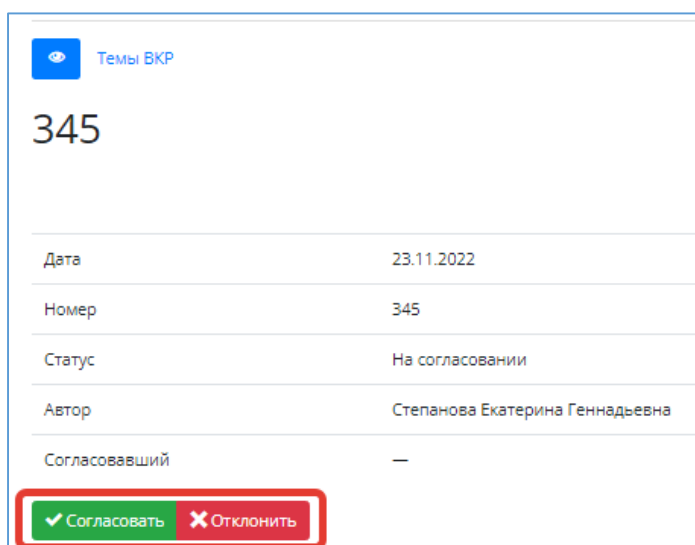 Темы ВКР
345
Дата 23.11.2022
Номер 345
Статус На согласовании
Автор Степанова Екатерина Геннадьевна
Согласовавший —
Согласовать Отклонить